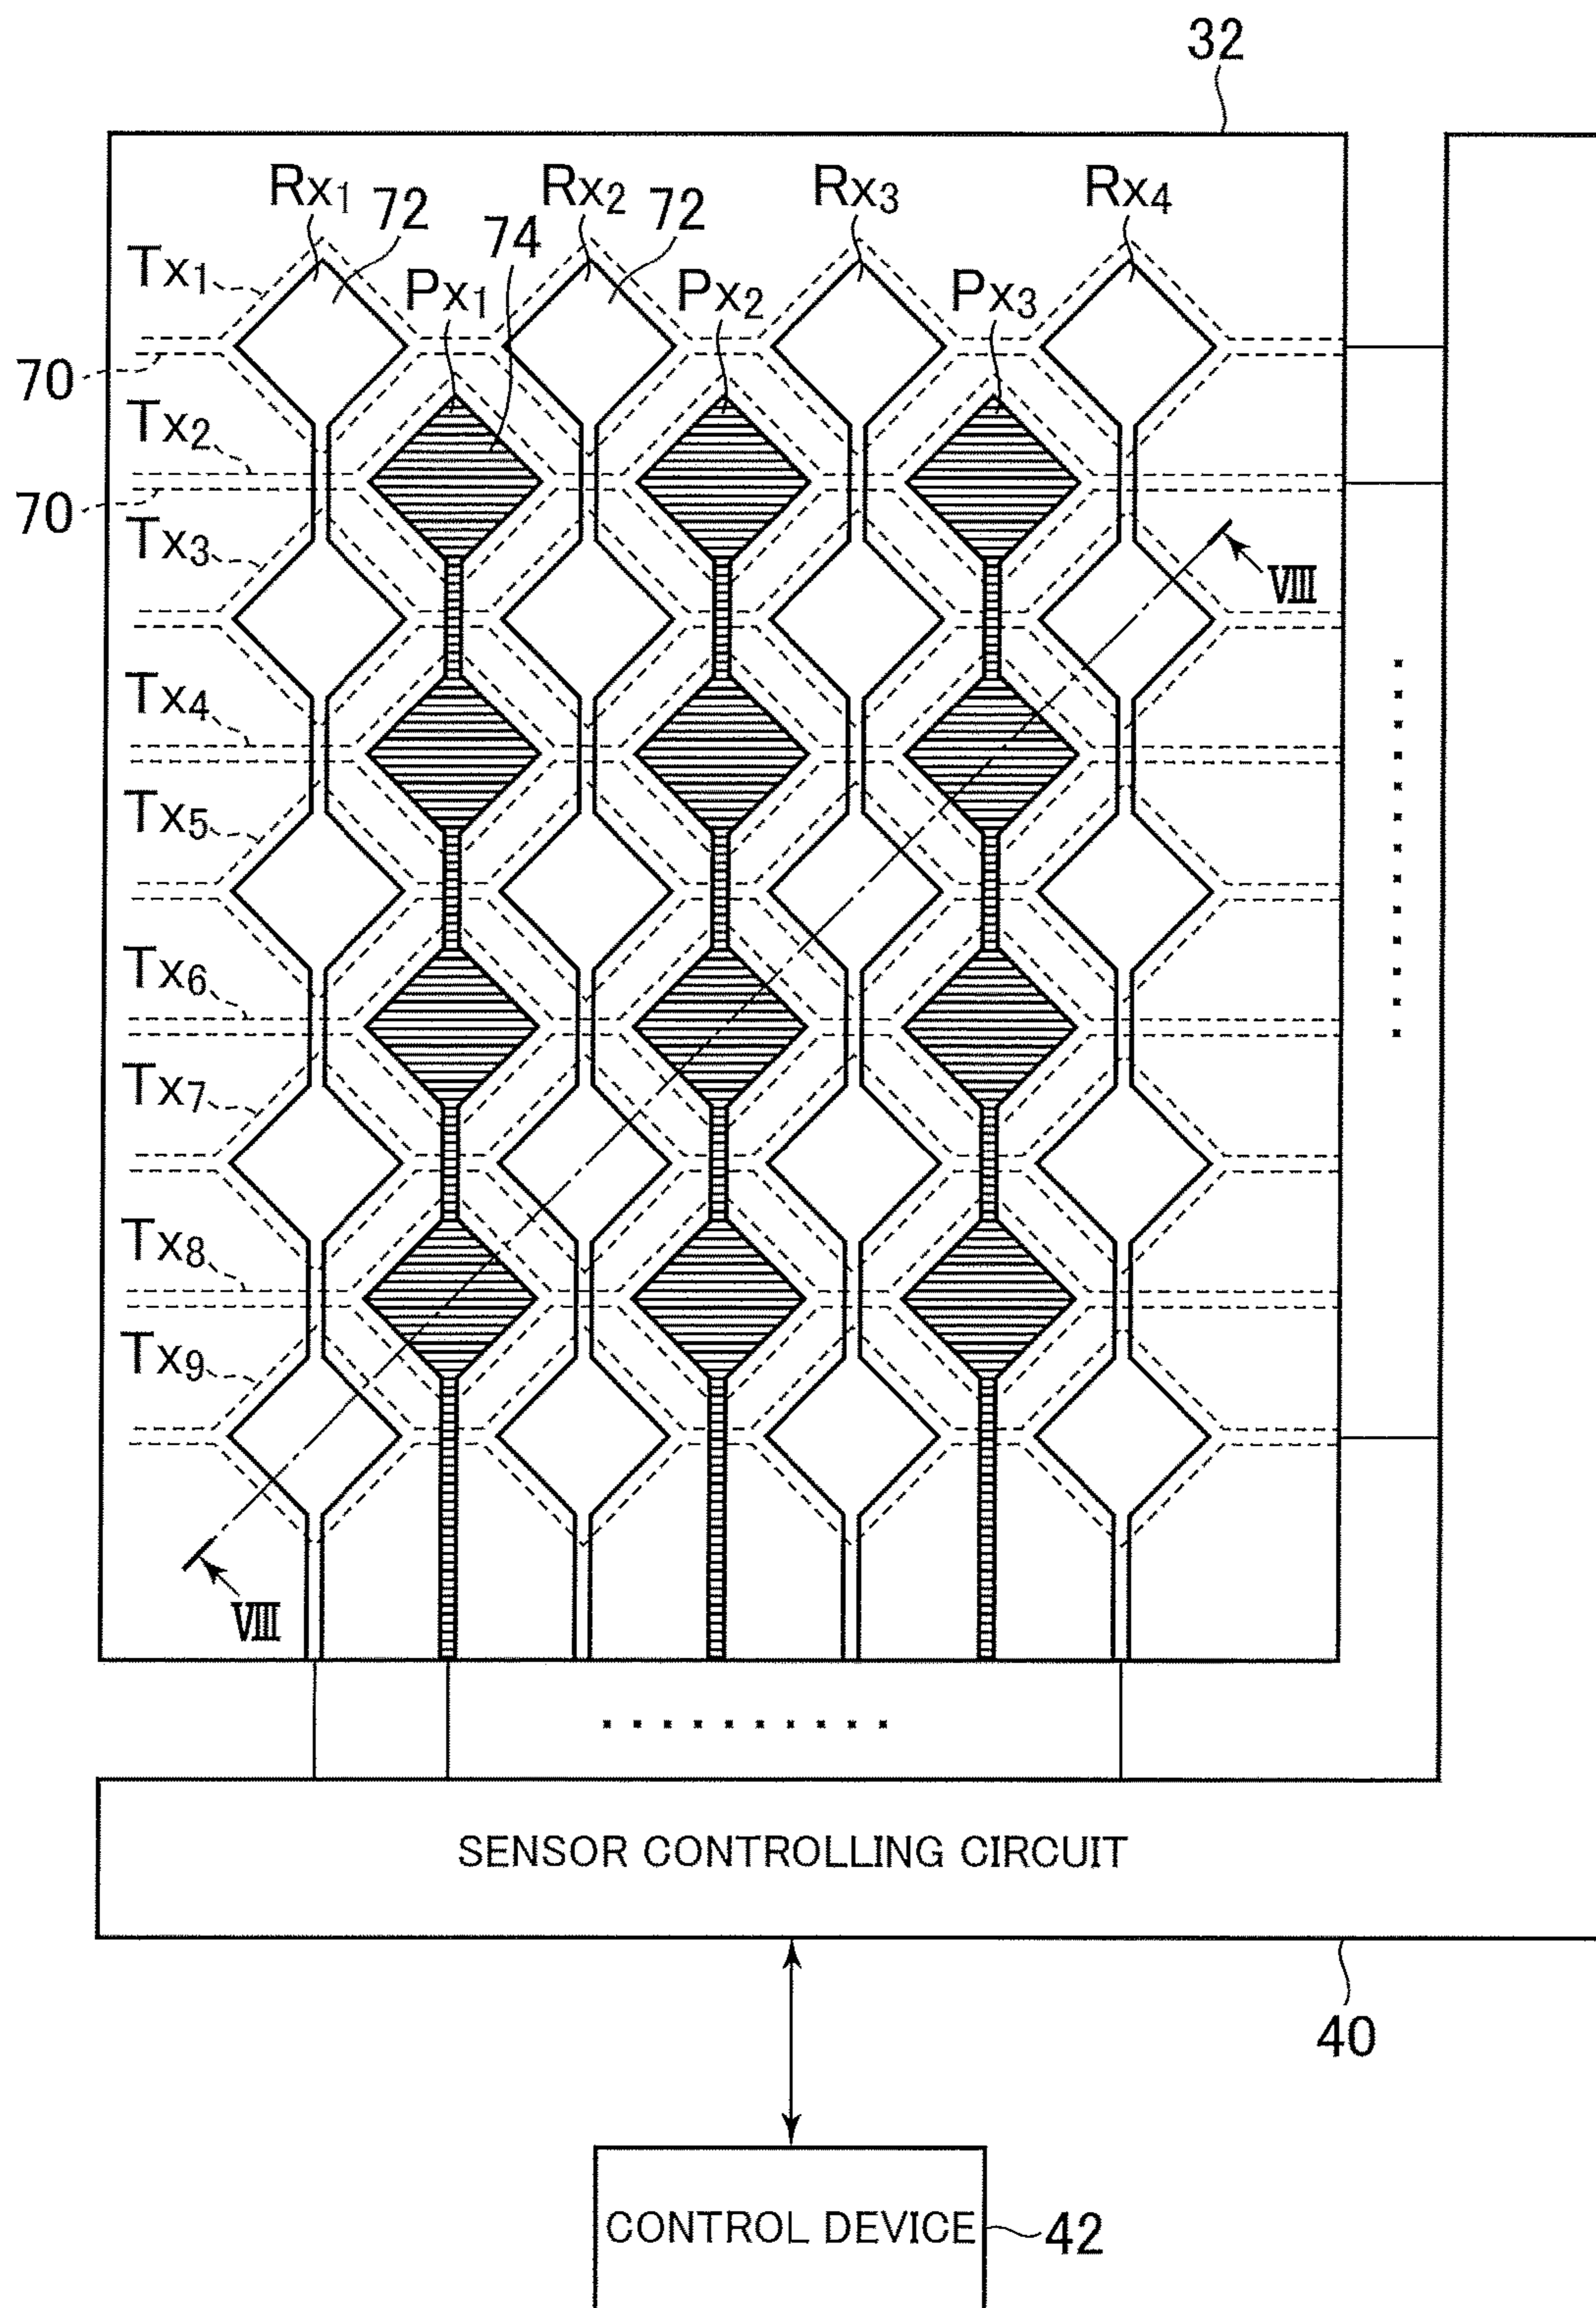 32
Rx1 72 Rx2 72 Rx3 Rx4
74
Tx1 Px1 Px2 Px3
70
Tx2
70
Tx3
VIII
Tx4
Tx5
Tx6
Tx7
Tx8
Tx9
VIII
SENSOR CONTROLLING CIRCUIT
40
CONTROL DEVICE 42